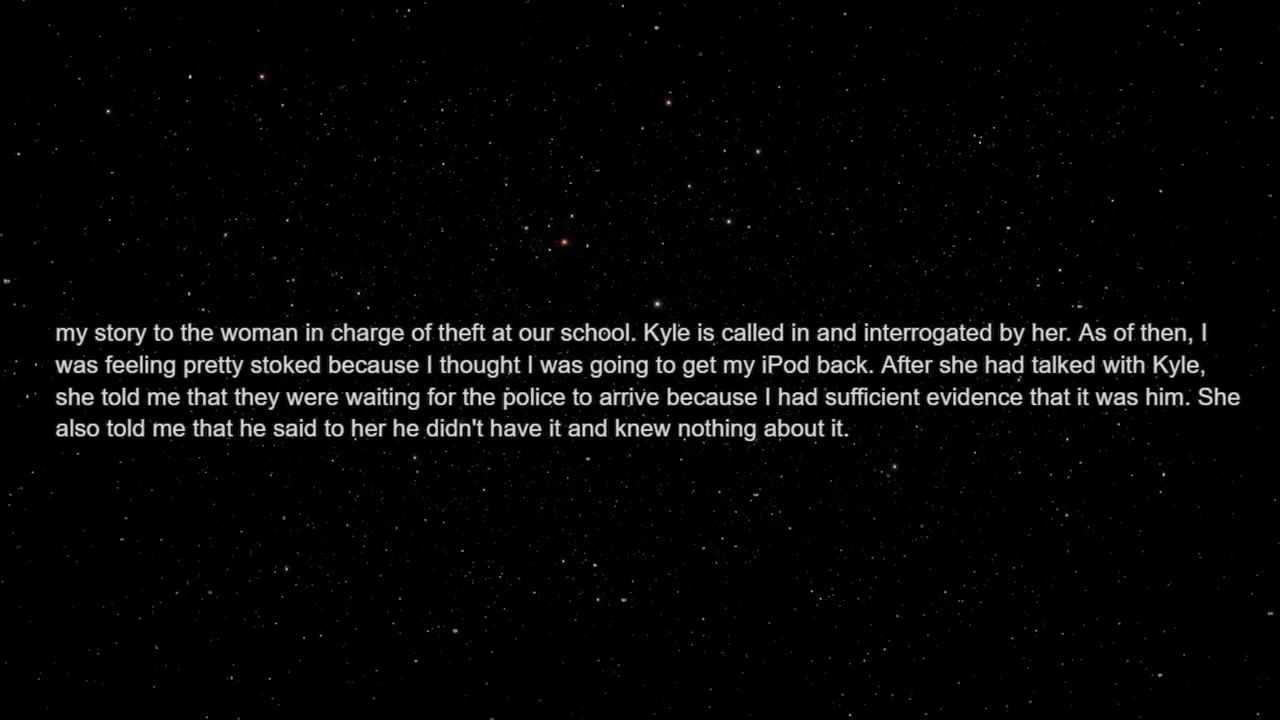 my story to the woman in charge of theft at our school. Kyle is called in and interrogated by her. As of then, I
was feeling pretty stoked because I thought I was going to get my iPod back. After she had talked with Kyle,
she told me that they were waiting for the police to arrive because I had sufficient evidence that it was him. She
also told me that he said to her he didn't have it and knew nothing about it.